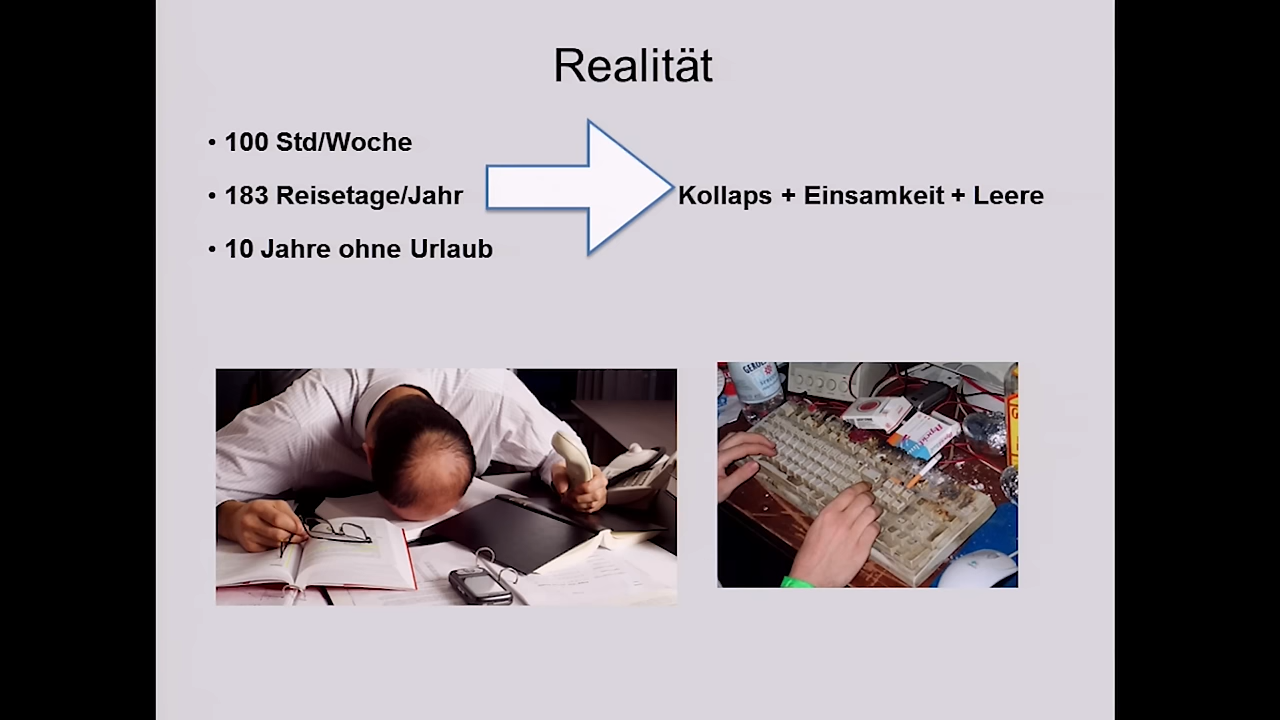 Realität
• 100 Std/Woche
• 183 Reisetage/Jahr
Kollaps + Einsamkeit + Leere
• 10 Jahre ohne Urlaub